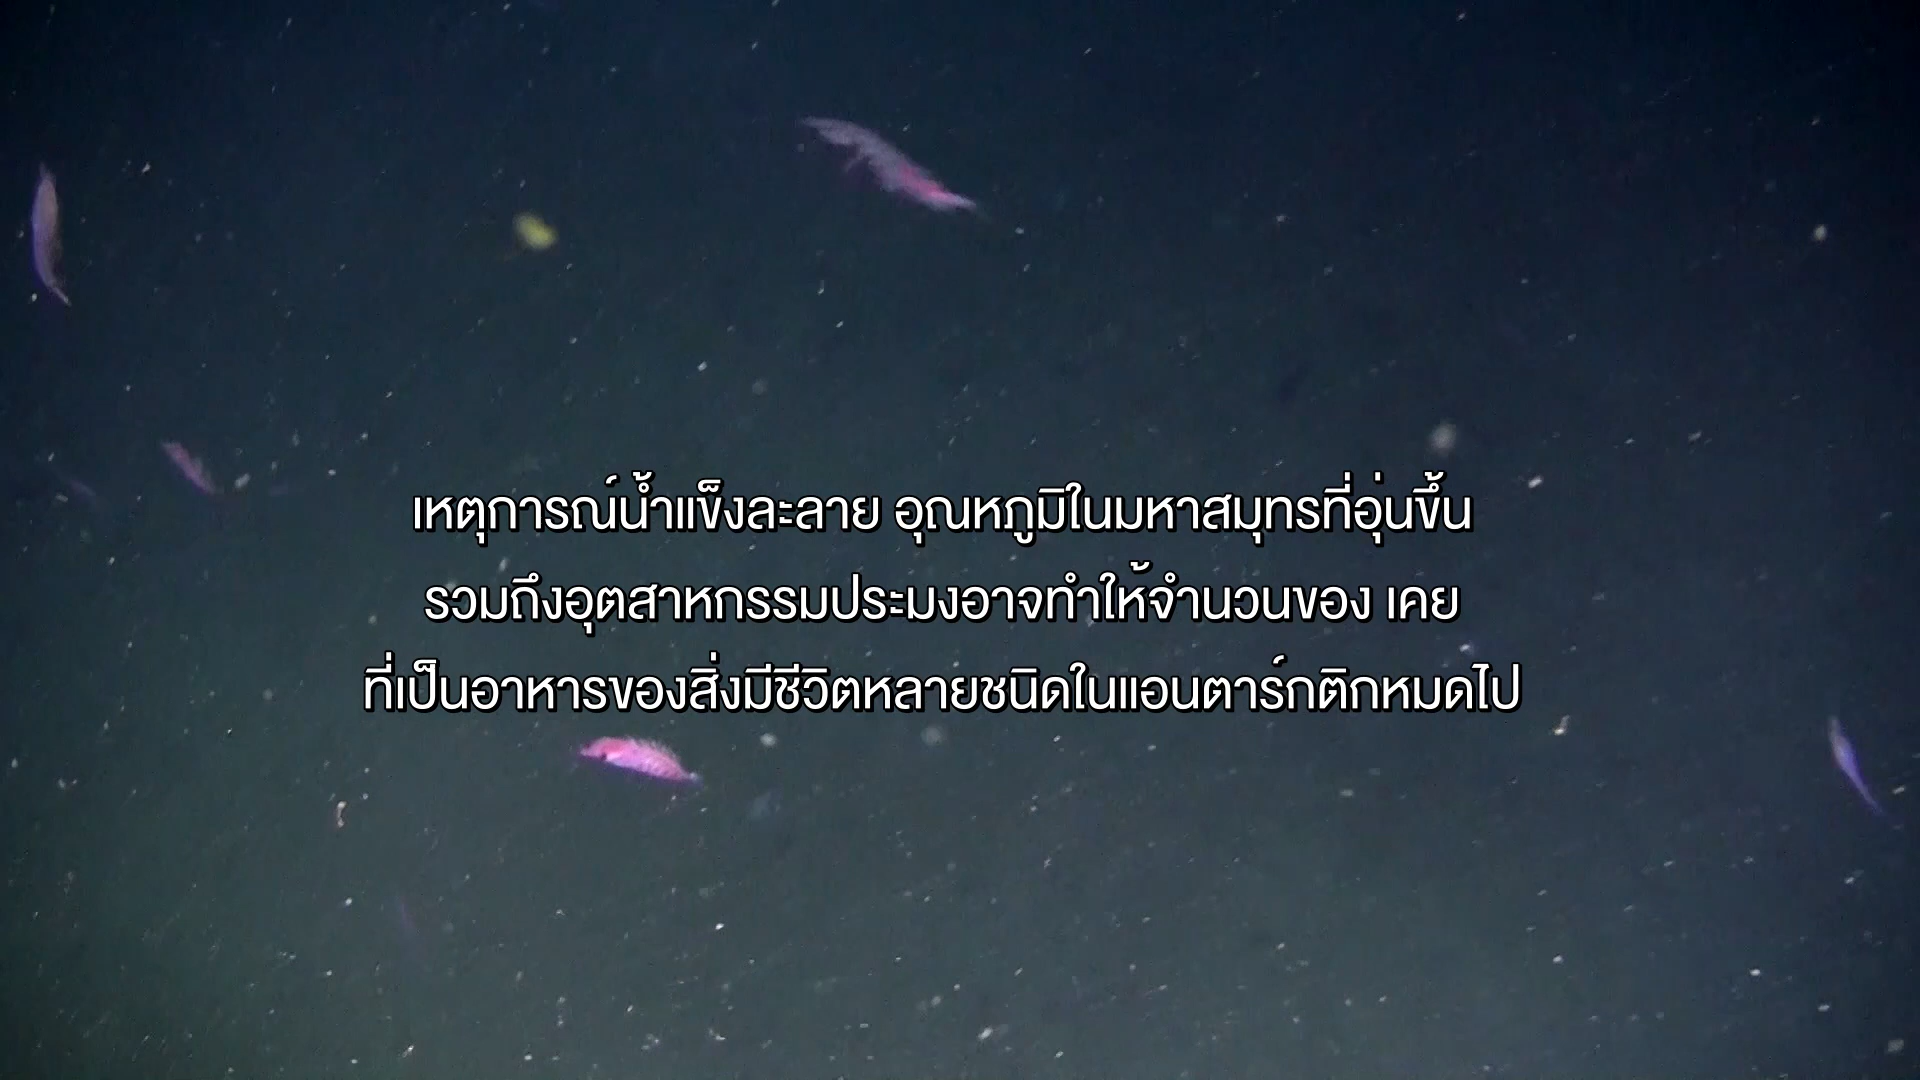 เหตุการณ์น้ำแข็งละลาย อุณหภูมิในมหาสมุทรที่อุ่นขึ้น
รวมถึงอุตสาหกรรมประมงอาจทำให้จำนวนของ เคย
ที่เป็นอาหารของสิ่งมีชีวิตหลายชนิดในแอนตาร์กติกหมดไป